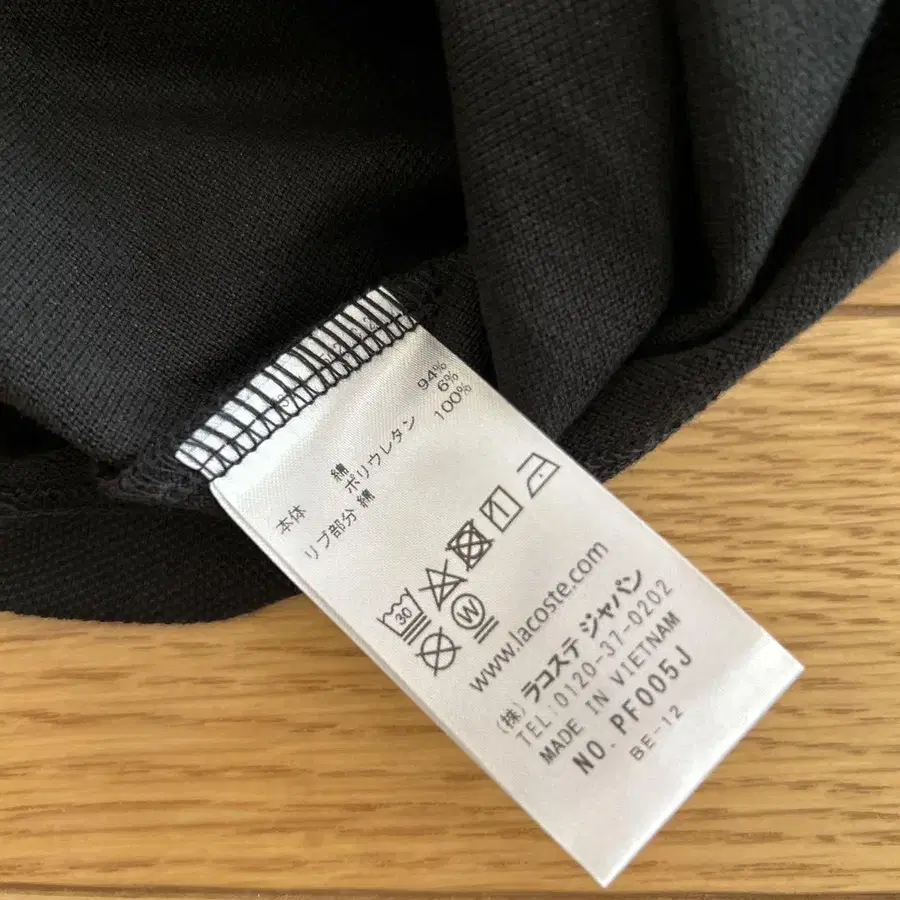 本体 綿 94%
ポリウレタン 6%
リブ部分 綿 100%
30
W
www.lacoste.com
(株) ラコステ ジャパン
TEL:0120-37-0202
MADE IN VIETNAM
NO. PF005J
BE-12